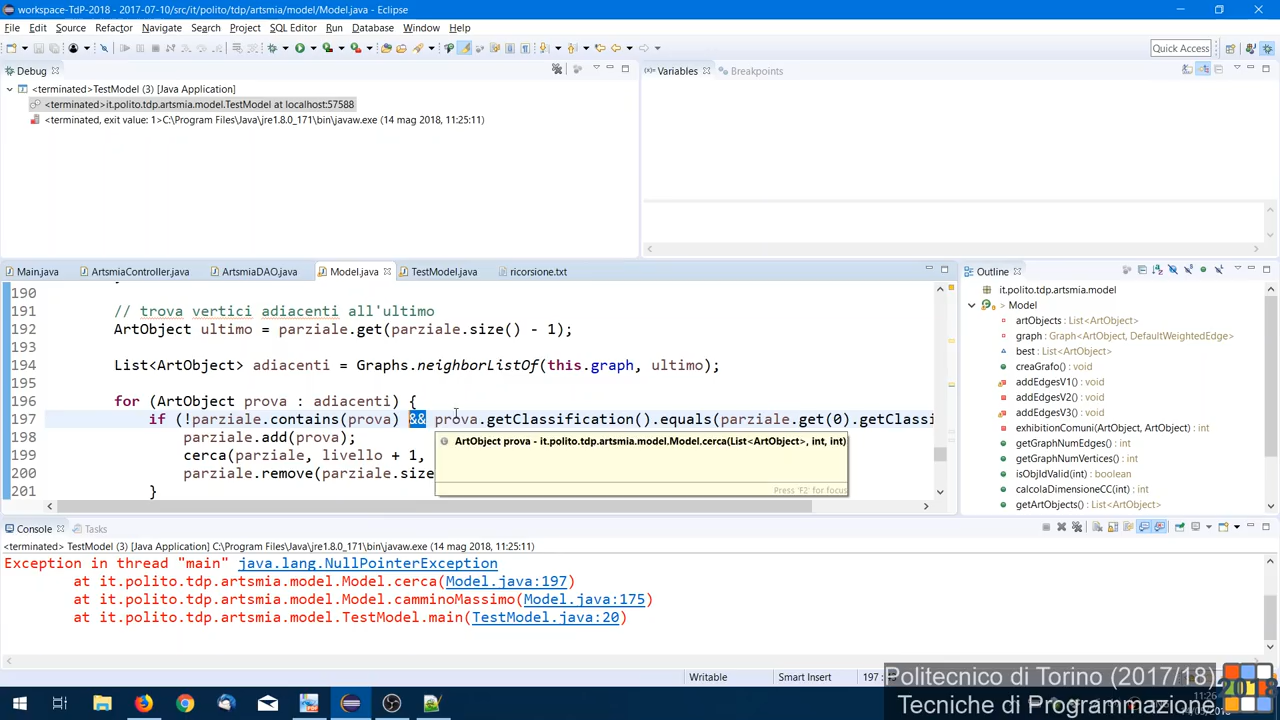 workspace-TdP-2018 - 2017-07-10/src/it/polito/tdp/artsmia/model/Model.java - Eclipse
File Edit Source Refactor Navigate Search Project SQL Editor Run Database Window Help
Quick Access
Debug
Variables Breakpoints
<terminated>TestModel (3) [Java Application]
<terminated>it.polito.tdp.artsmia.model.TestModel at localhost:57588
<terminated, exit value: 1>C:\Program Files\Java\jre1.8.0_171\bin\javaw.exe (14 mag 2018, 11:25:11)
Main.java ArtsmiaController.java ArtsmiaDAO.java Model.java TestModel.java ricorsione.txt
190
191 // trova vertici adiacenti all'ultimo
192 ArtObject ultimo = parziale.get(parziale.size() - 1);
193
194 List<ArtObject> adiacenti = Graphs.neighborListOf(this.graph, ultimo);
195
196 for (ArtObject prova : adiacenti) {
197 if (!parziale.contains(prova) && prova.getClassification().equals(parziale.get(0).getClassi
198 parziale.add(prova);
199 cerca(parziale, livello + 1,
200 parziale.remove(parziale.size
201 }
ArtObject prova - it.polito.tdp.artsmia.model.Model.cerca(List<ArtObject>, int, int)
Press 'F2' for focus
Outline
it.polito.tdp.artsmia.model
> Model
artObjects : List<ArtObject>
graph : Graph<ArtObject, DefaultWeightedEdge>
best : List<ArtObject>
creaGrafo() : void
addEdgesV1() : void
addEdgesV2() : void
addEdgesV3() : void
exhibitionComuni(ArtObject, ArtObject) : int
getGraphNumEdges() : int
getGraphNumVertices() : int
isObjIdValid(int) : boolean
calcolaDimensioneCC(int) : int
getArtObjects() : List<ArtObject>
Console Tasks
<terminated> TestModel (3) [Java Application] C:\Program Files\Java\jre1.8.0_171\bin\javaw.exe (14 mag 2018, 11:25:11)
Exception in thread "main" java.lang.NullPointerException
at it.polito.tdp.artsmia.model.Model.cerca(Model.java:197)
at it.polito.tdp.artsmia.model.Model.camminoMassimo(Model.java:175)
at it.polito.tdp.artsmia.model.TestModel.main(TestModel.java:20)
Writable Smart Insert 197 :
Politecnico di Torino (2017/18)
Tecniche di Programmazione
2018
11:26